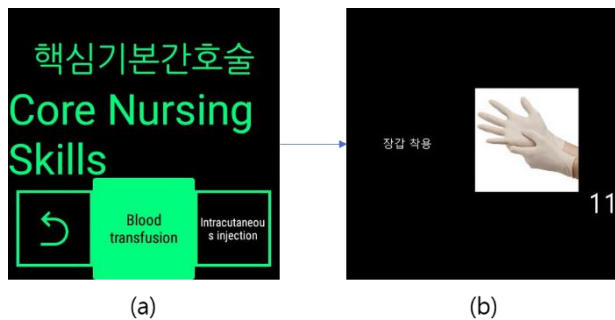 핵심기본간호술
Core Nursing
Skills
Blood
transfusion
Intracutaneou
s injection
장갑 착용
11
(a)
(b)